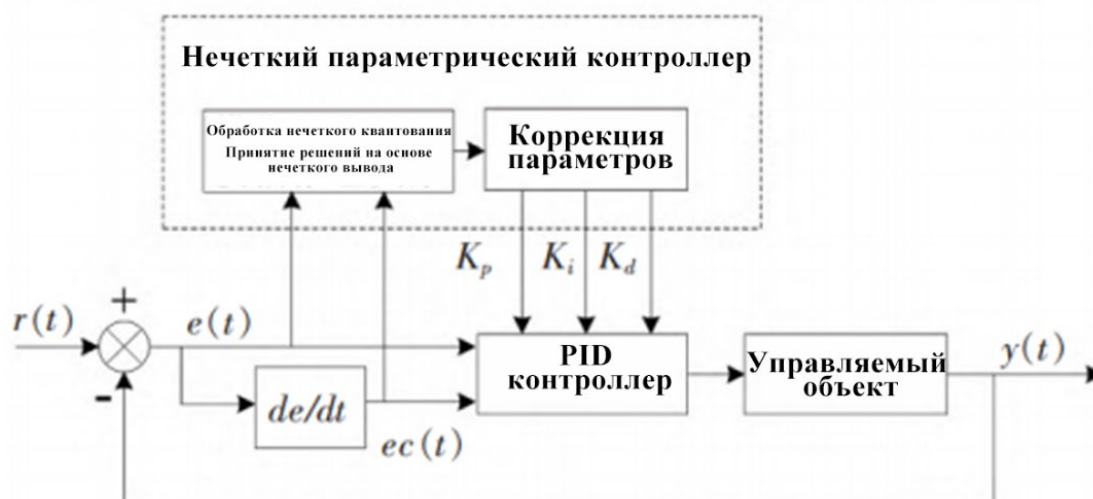 Нечеткий параметрический контроллер
Обработка нечеткого квантования
Принятие решений на основе
нечеткого вывода
Коррекция
параметров
K_p
K_i
K_d
r(t)
+
-
e(t)
de/dt
ec(t)
PID
контроллер
Управляемый
объект
y(t)